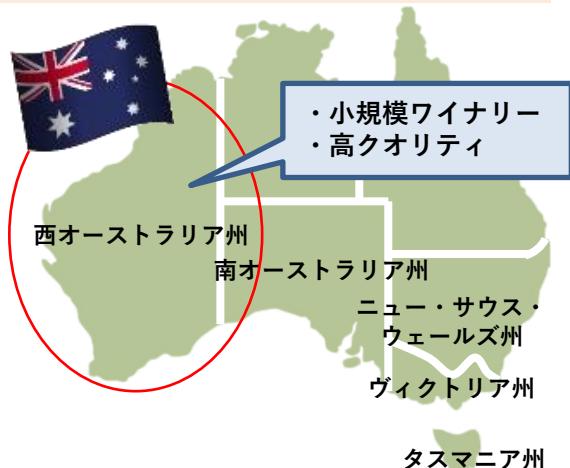 ・小規模ワイナリー
・高クオリティ
西オーストラリア州
南オーストラリア州
ニュー・サウス・
ウェールズ州
ヴィクトリア州
タスマニア州